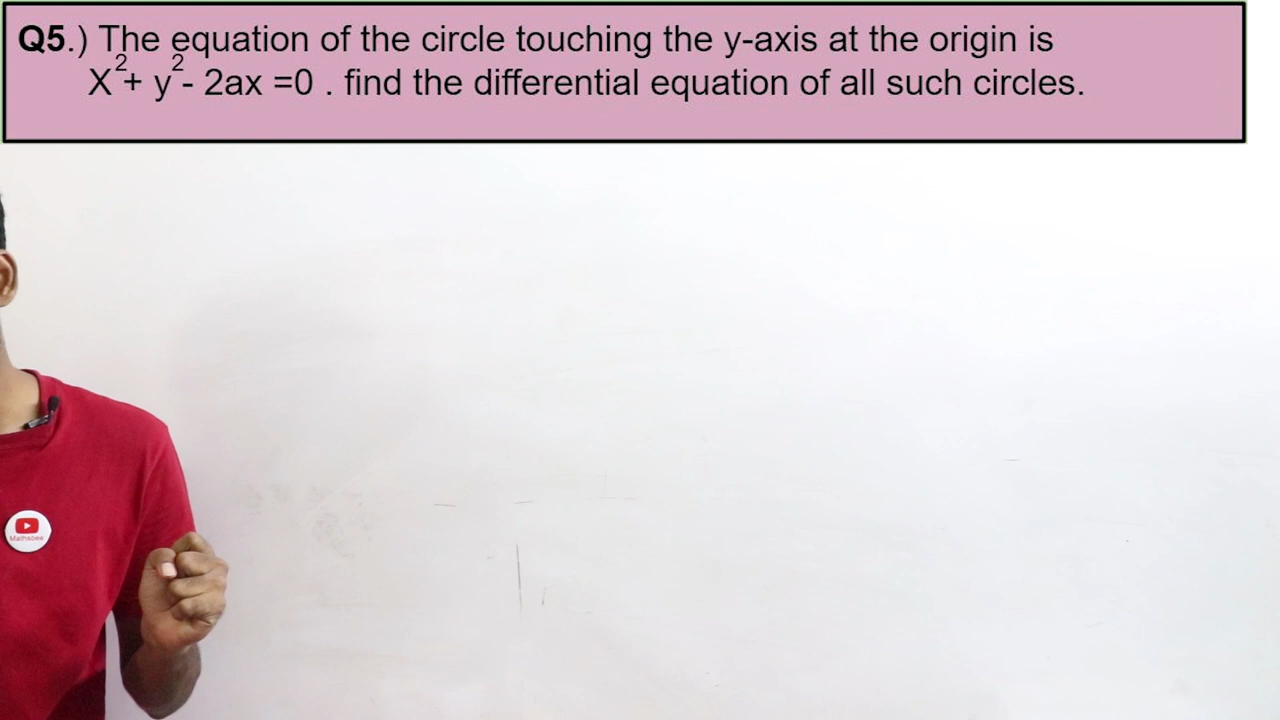 Q5.) The equation of the circle touching the y-axis at the origin is
X²+ y²- 2ax =0 . find the differential equation of all such circles.
Mathsbee